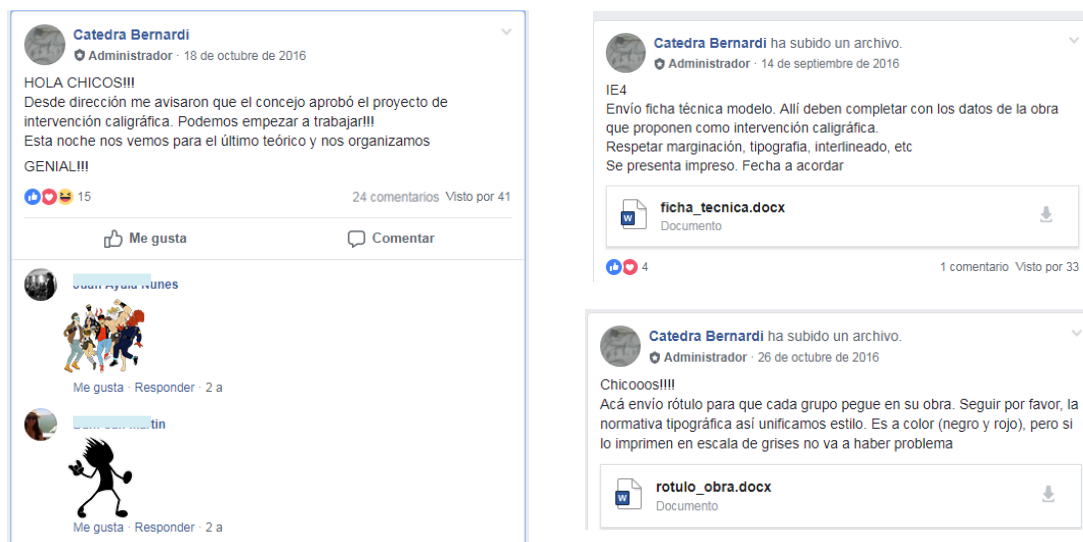 Catedra Bernardi
Administrador · 18 de octubre de 2016
HOLA CHICOS!!!
Desde dirección me avisaron que el concejo aprobó el proyecto de
intervención caligráfica. Podemos empezar a trabajar!!!
Esta noche nos vemos para el último teórico y nos organizamos
GENIAL!!!
15
24 comentarios Visto por 41
Me gusta Comentar
Nunes
Me gusta · Responder · 2 a
Me gusta · Responder · 2 a
Catedra Bernardi ha subido un archivo.
Administrador · 14 de septiembre de 2016
IE4
Envío ficha técnica modelo. Allí deben completar con los datos de la obra
que proponen como intervención caligráfica.
Respetar marginación, tipografia, interlineado, etc
Se presenta impreso. Fecha a acordar
W
ficha_tecnica.docx
Documento
4
1 comentario Visto por 33
Catedra Bernardi ha subido un archivo.
Administrador · 26 de octubre de 2016
Chicooos!!!!
Acá envío rótulo para que cada grupo pegue en su obra. Seguir por favor, la
normativa tipográfica así unificamos estilo. Es a color (negro y rojo), pero si
lo imprimen en escala de grises no va a haber problema
W
rotulo_obra.docx
Documento